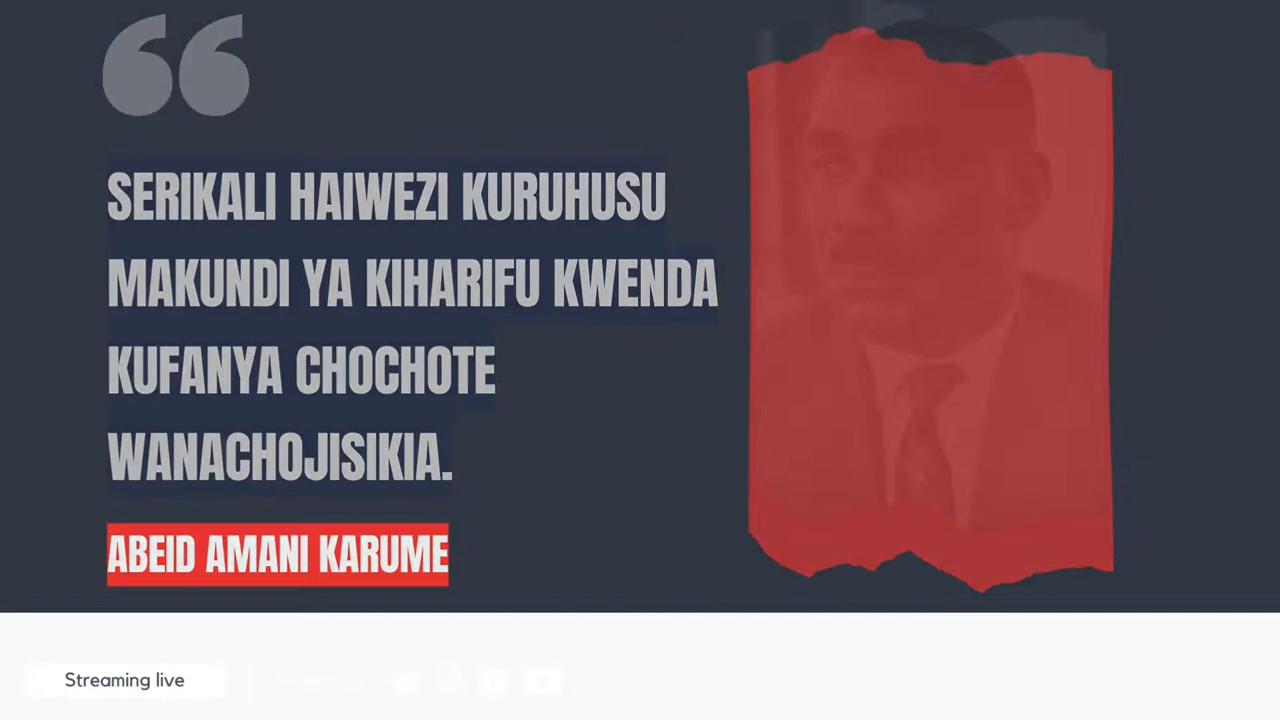 SERIKALI HAIWEZI KURUHUSU
MAKUNDI YA KIHARIFU KWENDA
KUFANYA CHOCHOTE
WANACHOJISIKIA.
ABEID AMANI KARUME
Streaming live